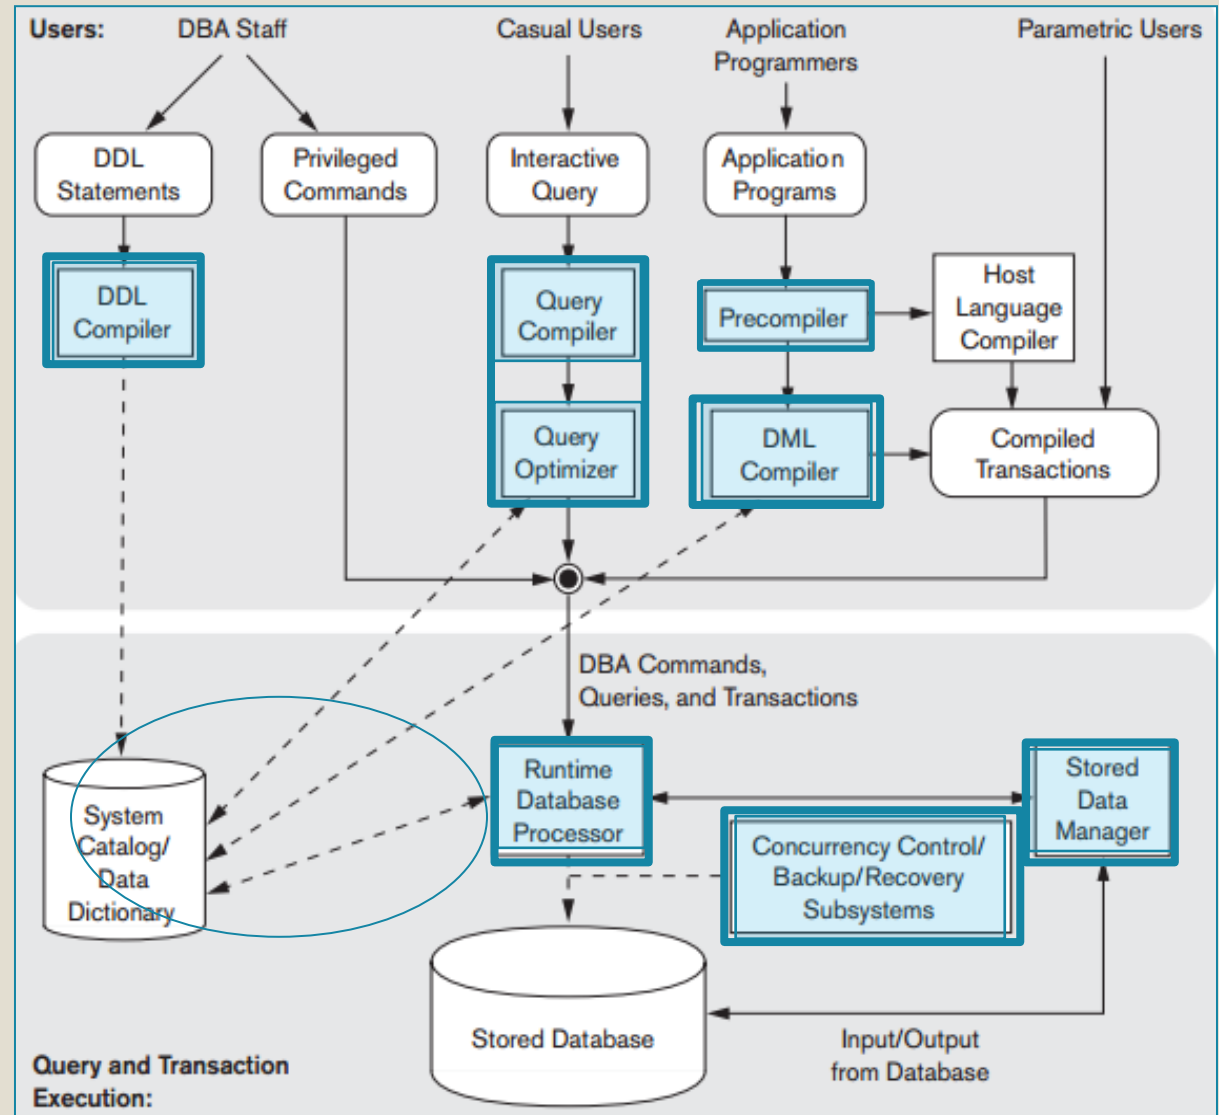 Users:
DBA Staff
Casual Users
Application
Programmers
Parametric Users
DDL
Statements
Privileged
Commands
Interactive
Query
Application
Programs
DDL
Compiler
Query
Compiler
Precompiler
Host
Language
Compiler
Query
Optimizer
DML
Compiler
Compiled
Transactions
DBA Commands,
Queries, and Transactions
System
Catalog/
Data
Dictionary
Runtime
Database
Processor
Stored
Data
Manager
Concurrency Control/
Backup/Recovery
Subsystems
Stored Database
Input/Output
from Database
Query and Transaction
Execution: